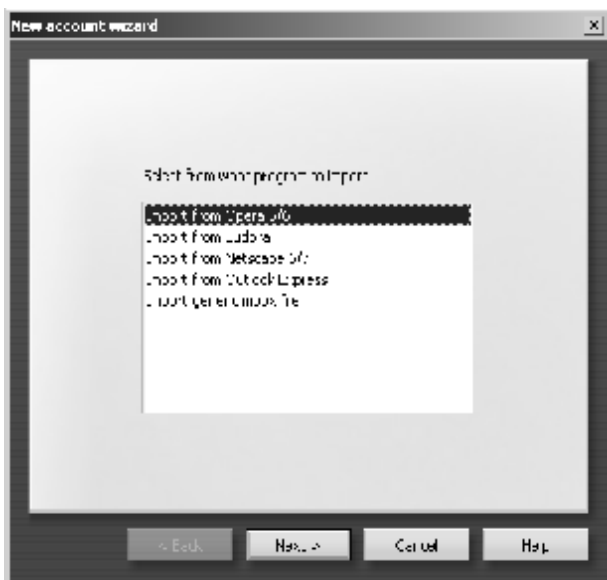 New account wizard
Select from what program to import
Import from Opera 5/6
Import from Eudora
Import from Netscape 6/7
Import from Outlook Express
Import generic mbox file
< Back
Next >
Cancel
Help